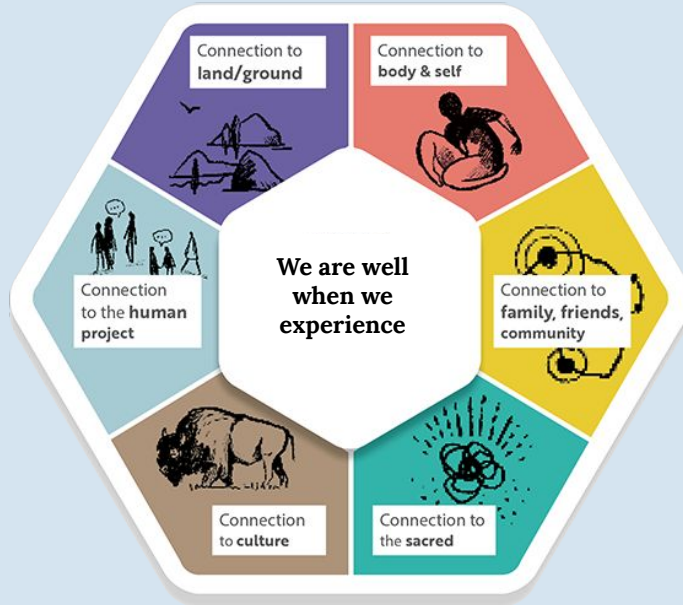 We are well
when we
experience
Connection to
land/ground
Connection to
body & self
Connection to
family, friends,
community
Connection to
the sacred
Connection
to culture
Connection
to the human
project